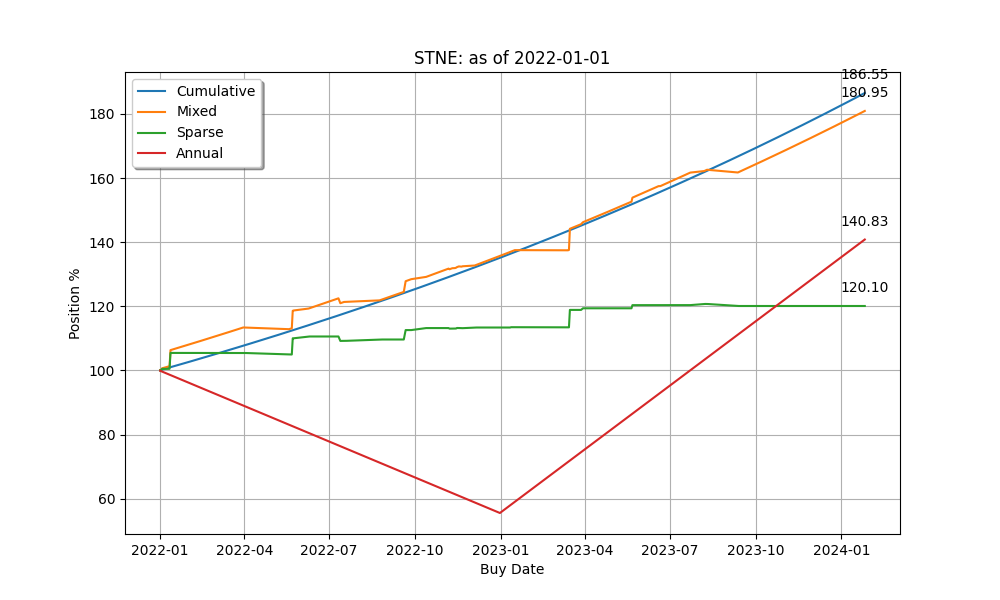 STNE: as of 2022-01-01
186.55
180.95
140.83
120.10
Cumulative
Mixed
Sparse
Annual
180
160
140
120
100
80
60
Position %
2022-01
2022-04
2022-07
2022-10
2023-01
2023-04
2023-07
2023-10
2024-01
Buy Date